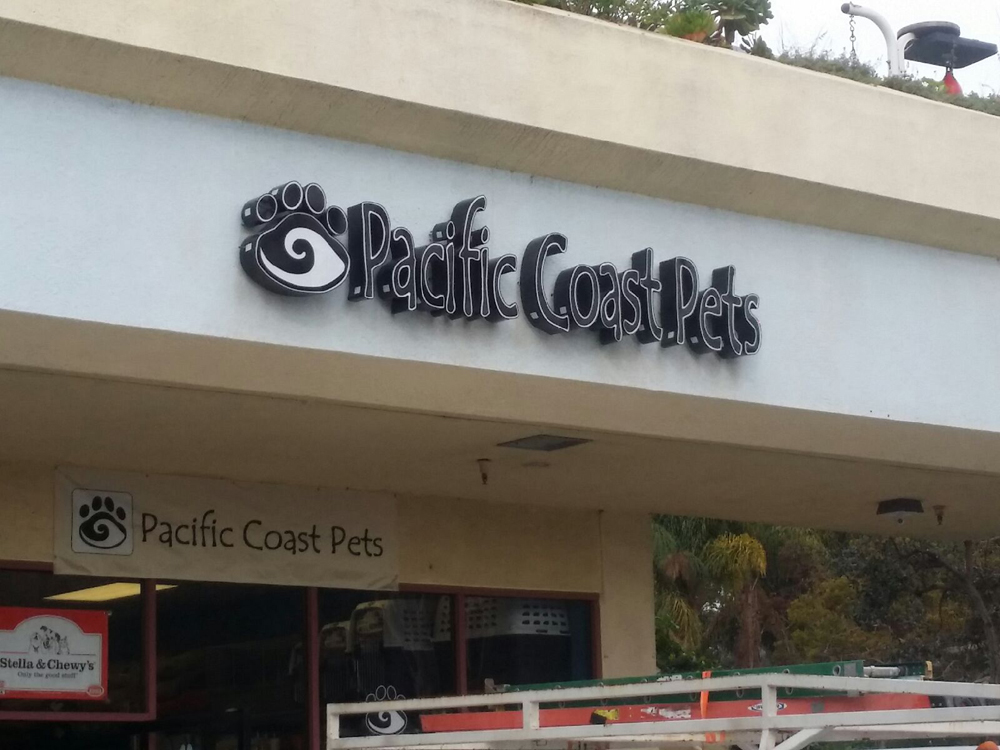 Pacific Coast Pets
Pacific Coast Pets
Stella & Chewy's
Only the good stuff